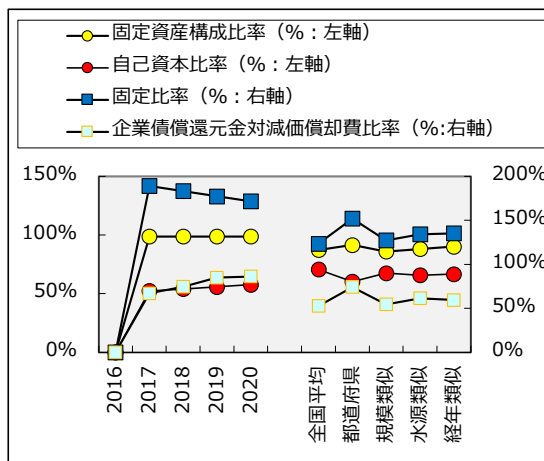 固定資産構成比率（%：左軸）
自己資本比率（%：左軸）
固定比率（%：右軸）
企業債償還元金対減価償却費比率（%:右軸）
150%
100%
50%
0%
200%
150%
100%
50%
0%
2016
2017
2018
2019
2020
全国平均
都道府県
規模類似
水源類似
経年類似